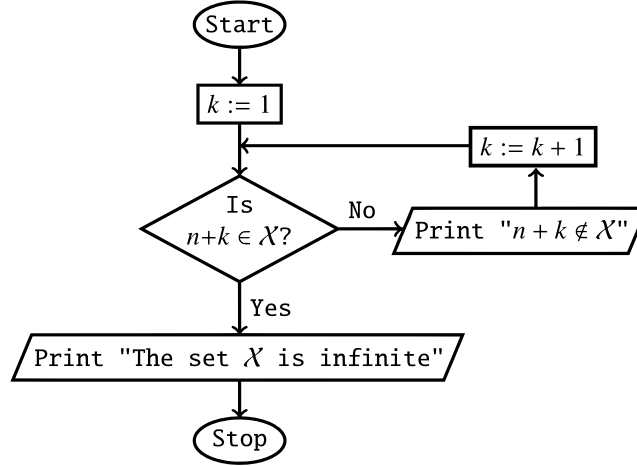 Start
k := 1
k := k + 1
Is
n+k ∈ 𝒳?
No
Print "n + k ∉ 𝒳"
Yes
Print "The set 𝒳 is infinite"
Stop